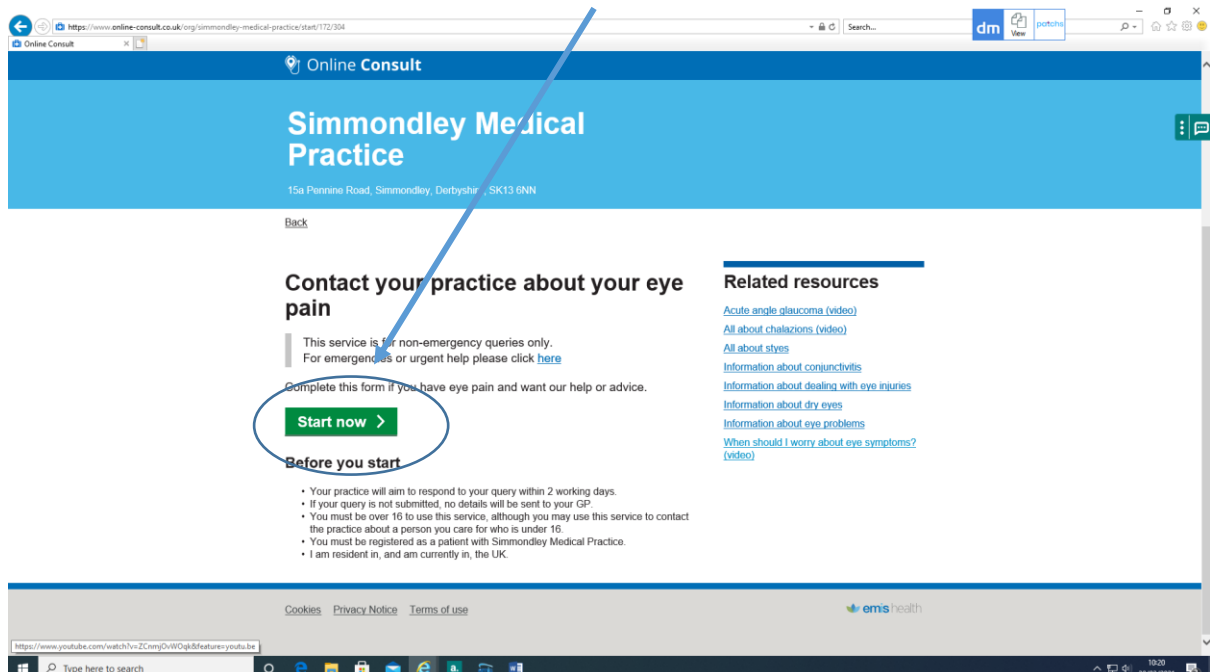 https://www.online-consult.co.uk/org/simmondley-medical-practice/start/172/304
Search...
dm
View
potchs
Online Consult
Online Consult
Simmondley Medical
Practice
15a Pennine Road, Simmondley, Derbyshire, SK13 6NN
Back
Contact your practice about your eye
pain
This service is for non-emergency queries only.
For emergencies or urgent help please click here
Complete this form if you have eye pain and want our help or advice.
Start now
Before you start
• Your practice will aim to respond to your query within 2 working days.
• If your query is not submitted, no details will be sent to your GP.
• You must be over 16 to use this service, although you may use this service to contact
the practice about a person you care for who is under 16.
• You must be registered as a patient with Simmondley Medical Practice.
• I am resident in, and am currently in, the UK.
Related resources
Acute angle glaucoma (video)
All about chalazions (video)
All about styes
Information about conjunctivitis
Information about dealing with eye injuries
Information about dry eyes
Information about eye problems
When should I worry about eye symptoms?
(video)
Cookies Privacy Notice Terms of use
emis health
https://www.youtube.com/watch?v=ZCnmjOvWOqk&feature=youtu.be
Type here to search
a.
10:20